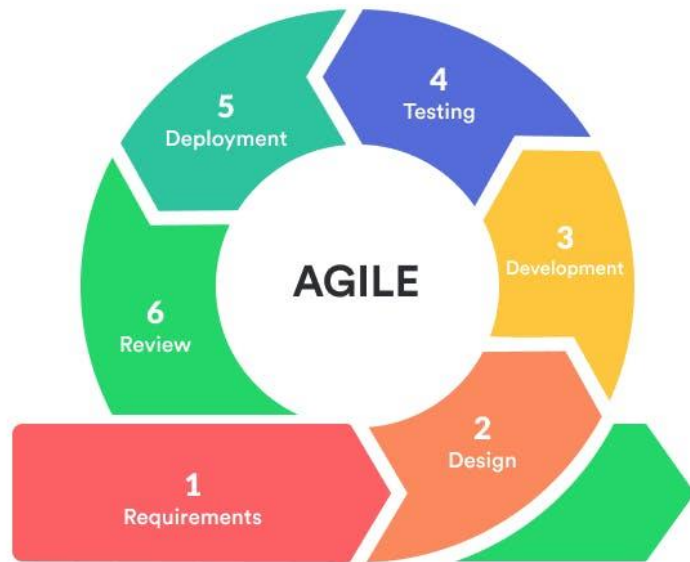 AGILE
1
Requirements
2
Design
3
Development
4
Testing
5
Deployment
6
Review